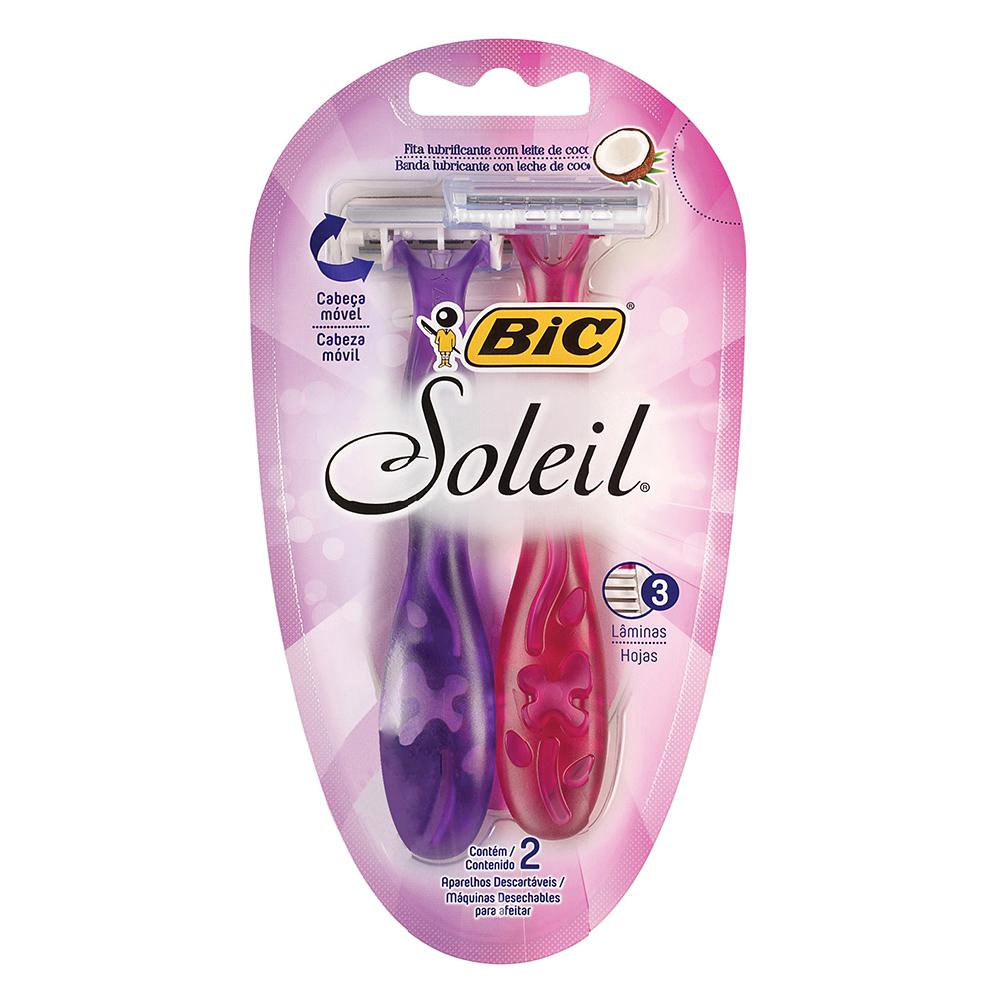 Fita lubrificante com leite de coco
Banda lubricante con leche de coco
Cabeça
móvel
Cabeza
móvil
BiC®
Soleil®
3
Lâminas
Hojas
Contém /
Contenido 2
Aparelhos Descartáveis /
Máquinas Desechables
para afeitar